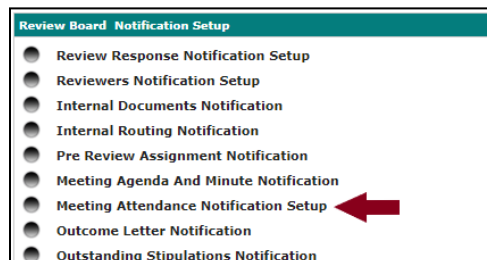 Review Board Notification Setup
Review Response Notification Setup
Reviewers Notification Setup
Internal Documents Notification
Internal Routing Notification
Pre Review Assignment Notification
Meeting Agenda And Minute Notification
Meeting Attendance Notification Setup
Outcome Letter Notification
Outstanding Stipulations Notification